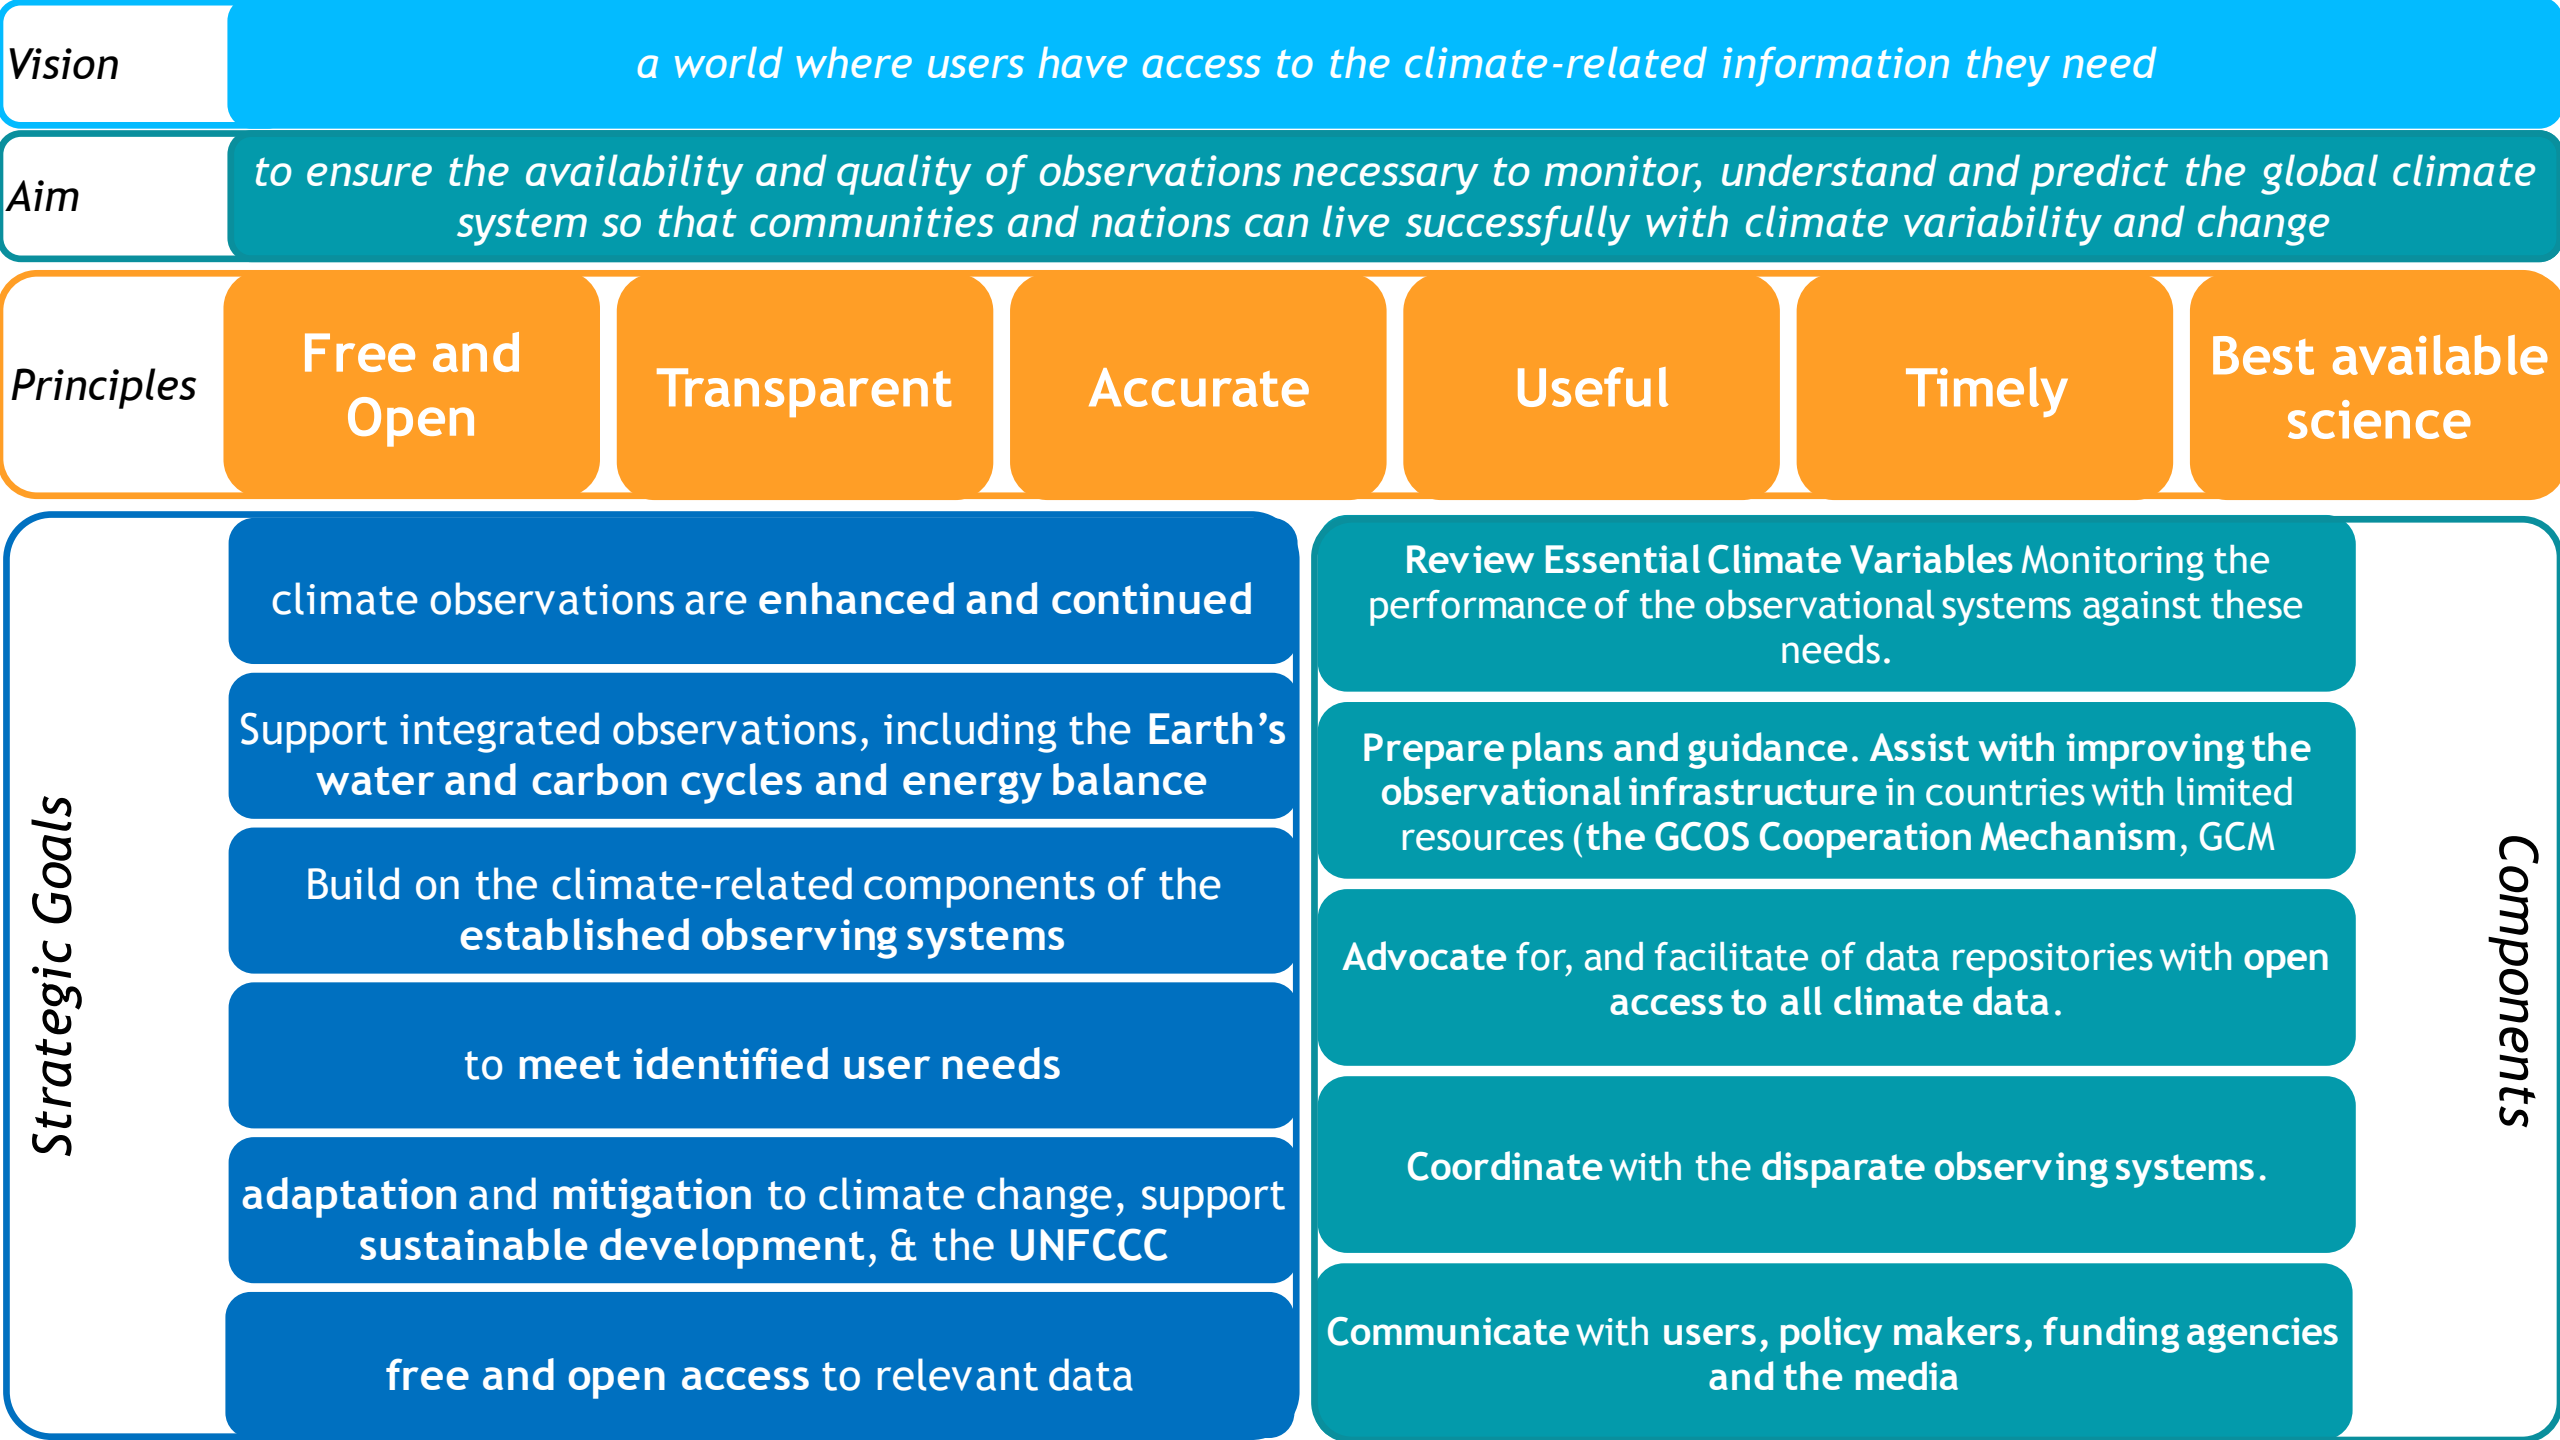 Vision
a world where users have access to the climate-related information they need
Aim
to ensure the availability and quality of observations necessary to monitor, understand and predict the global climate
system so that communities and nations can live successfully with climate variability and change
Principles
Free and
Open
Transparent
Accurate
Useful
Timely
Best available
science
Strategic Goals
climate observations are enhanced and continued
Support integrated observations, including the Earth’s
water and carbon cycles and energy balance
Build on the climate-related components of the
established observing systems
to meet identified user needs
adaptation and mitigation to climate change, support
sustainable development, & the UNFCCC
free and open access to relevant data
Components
Review Essential Climate Variables Monitoring the
performance of the observational systems against these
needs.
Prepare plans and guidance. Assist with improving the
observational infrastructure in countries with limited
resources (the GCOS Cooperation Mechanism, GCM
Advocate for, and facilitate of data repositories with open
access to all climate data.
Coordinate with the disparate observing systems.
Communicate with users, policy makers, funding agencies
and the media